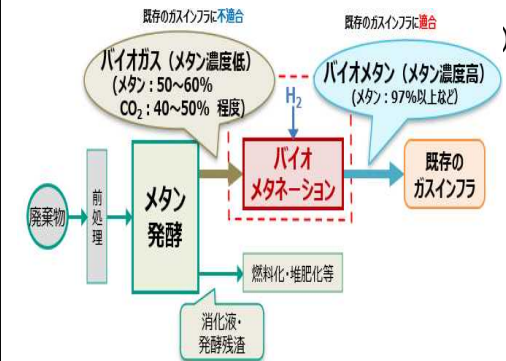 既存のガスインフラに不適合
既存のガスインフラに適合
バイオガス（メタン濃度低）
（メタン：50～60%
CO₂：40～50% 程度）
バイオメタン（メタン濃度高）
（メタン：97%以上など）
H₂
廃棄物
前処理
メタン
発酵
バイオ
メタネーション
既存の
ガスインフラ
燃料化・堆肥化等
消化液・
発酵残渣
）